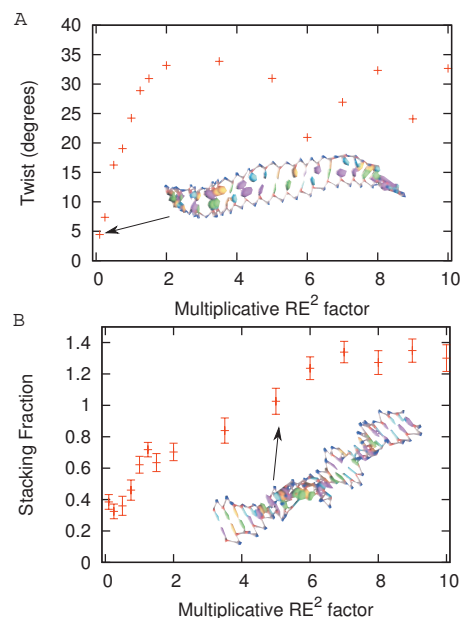 A
40
35
30
25
20
15
10
5
0
Twist (degrees)
0 2 4 6 8 10
Multiplicative RE² factor
B
1.4
1.2
1
0.8
0.6
0.4
0.2
0
Stacking Fraction
0 2 4 6 8 10
Multiplicative RE² factor